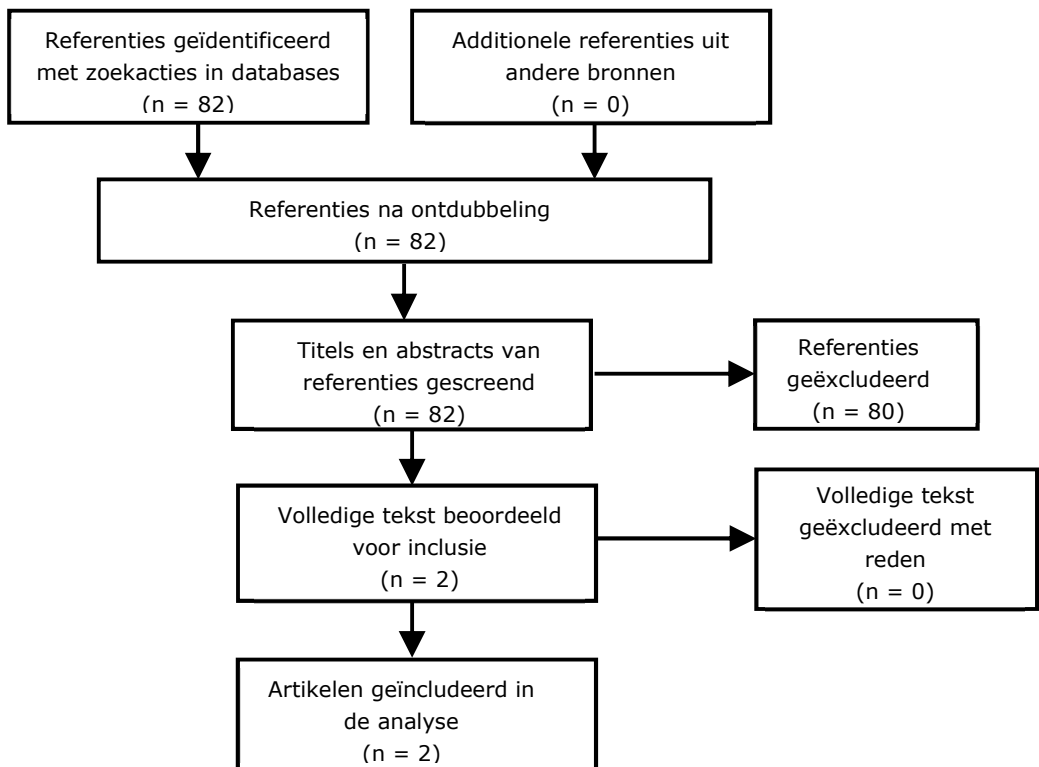 Referenties geïdentificeerd
met zoekacties in databases
(n = 82)
Additionele referenties uit
andere bronnen
(n = 0)
Referenties na ontdubbeling
(n = 82)
Titels en abstracts van
referenties gescreend
(n = 82)
Referenties
geëxcludeerd
(n = 80)
Volledige tekst beoordeeld
voor inclusie
(n = 2)
Volledige tekst
geëxcludeerd met
reden
(n = 0)
Artikelen geïncludeerd in
de analyse
(n = 2)